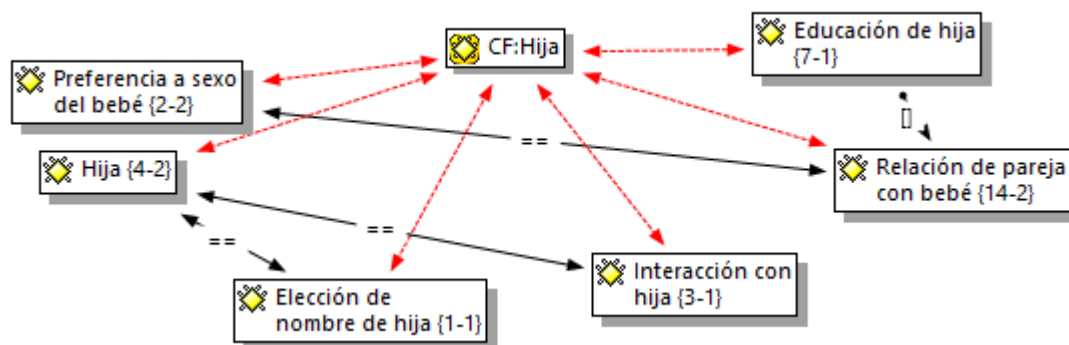 CF:Hija
Educación de hija
{7-1}
Preferencia a sexo
del bebé {2-2}
==
[]
Hija {4-2}
Relación de pareja
con bebé {14-2}
==
==
Interacción con
hija {3-1}
Elección de
nombre de hija {1-1}